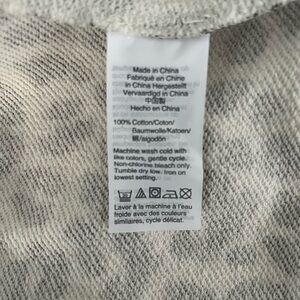 Made in China
Fabriqué en Chine
in China Hergestellt
Vervaardigd in China
中国製
Hecho en China
100% Cotton/Coton/
Baumwolle/Katoen/
綿/algodón
Machine wash cold with
like colors, gentle cycle.
Non-chlorine bleach only.
Tumble dry low. Iron on
lowest setting.
Laver à la machine à l'eau
froide avec des couleurs
similaires, cycle délicat.